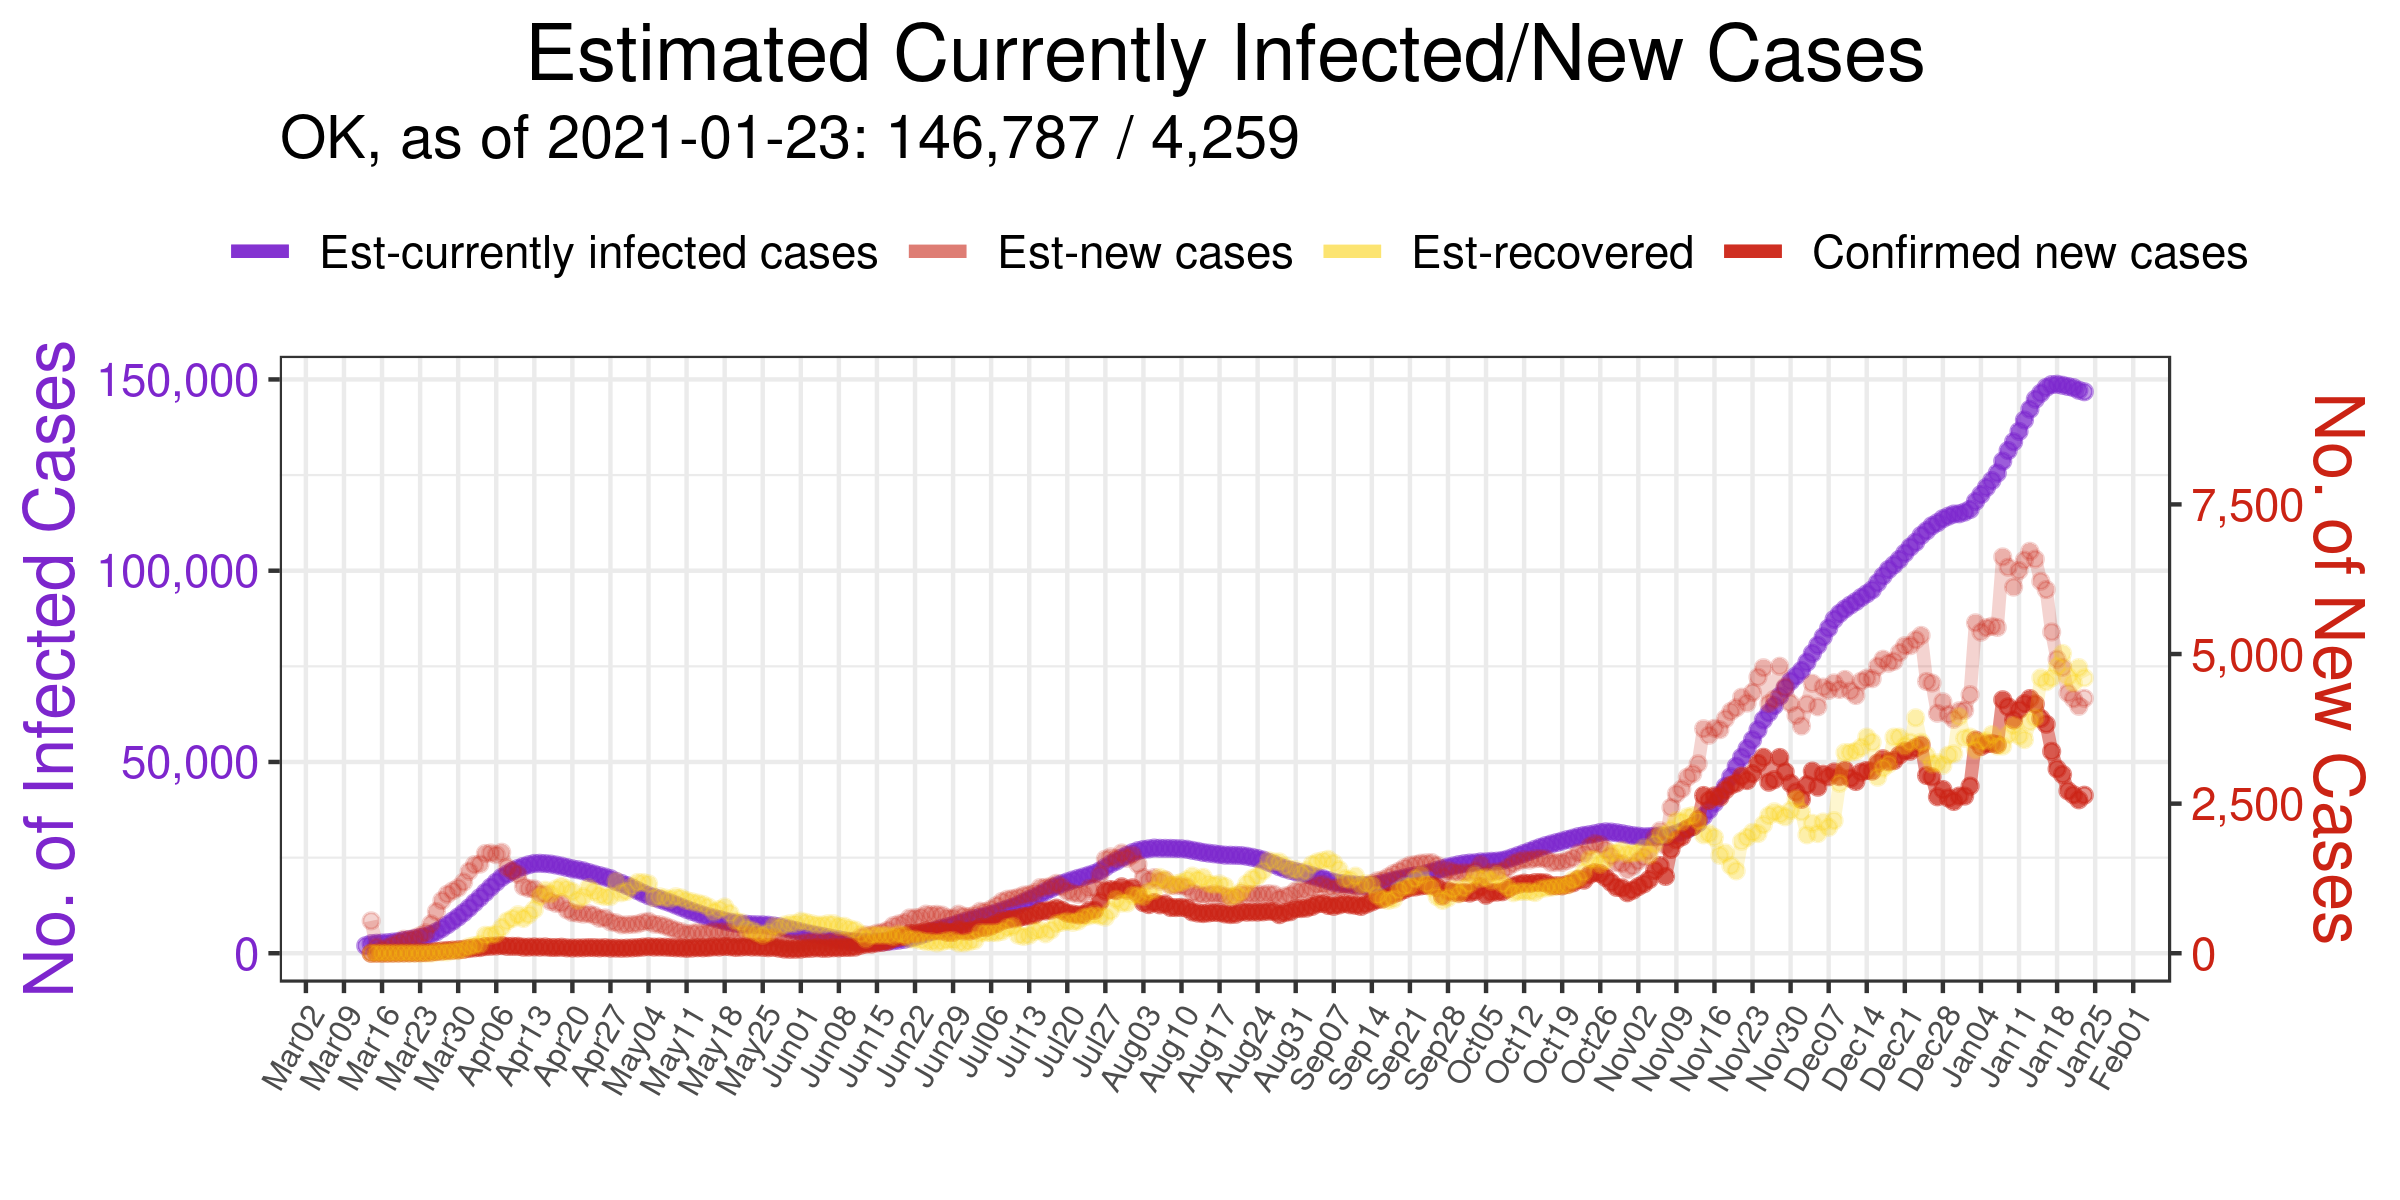 Estimated Currently Infected/New Cases
OK, as of 2021-01-23: 146,787 / 4,259
Est-currently infected cases Est-new cases Est-recovered Confirmed new cases
No. of Infected Cases
150,000
100,000
50,000
0
No. of New Cases
7,500
5,000
2,500
0
Mar02 Mar09 Mar16 Mar23 Mar30 Apr06 Apr13 Apr20 Apr27 May04 May11 May18 May25 Jun01 Jun08 Jun15 Jun22 Jun29 Jul06 Jul13 Jul20 Jul27 Aug03 Aug10 Aug17 Aug24 Aug31 Sep07 Sep14 Sep21 Sep28 Oct05 Oct12 Oct19 Oct26 Nov02 Nov09 Nov16 Nov23 Nov30 Dec07 Dec14 Dec21 Dec28 Jan04 Jan11 Jan18 Jan25 Feb01